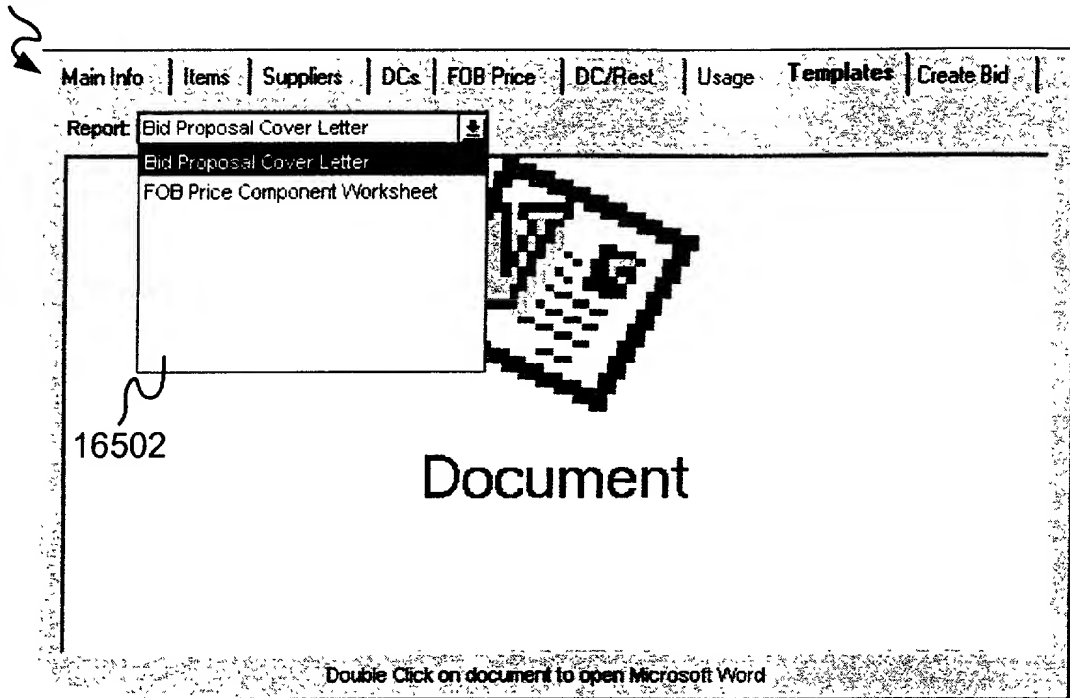 Main Info Items Suppliers DCs FOB Price DC/Rest Usage Templates Create Bid
Report: Bid Proposal Cover Letter
Bid Proposal Cover Letter
FOB Price Component Worksheet
16502
Document
Double Click on document to open Microsoft Word